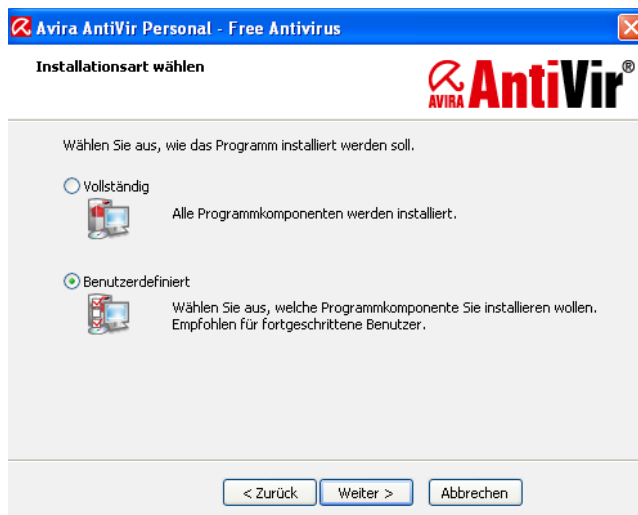 Avira AntiVir Personal - Free Antivirus
Installationsart wählen
AVIRA AntiVir®
Wählen Sie aus, wie das Programm installiert werden soll.
Vollständig
Alle Programmkomponenten werden installiert.
Benutzerdefiniert
Wählen Sie aus, welche Programmkomponente Sie installieren wollen.
Empfohlen für fortgeschrittene Benutzer.
< Zurück Weiter > Abbrechen